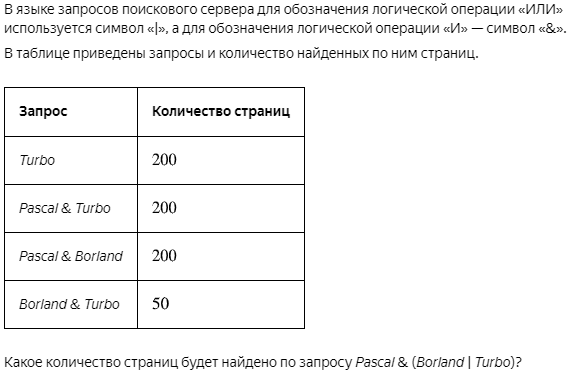 В языке запросов поискового сервера для обозначения логической операции «ИЛИ»
используется символ «|», а для обозначения логической операции «И» — символ «&».
В таблице приведены запросы и количество найденных по ним страниц.
Запрос Количество страниц
Turbo 200
Pascal & Turbo 200
Pascal & Borland 200
Borland & Turbo 50
Какое количество страниц будет найдено по запросу Pascal & (Borland | Turbo)?